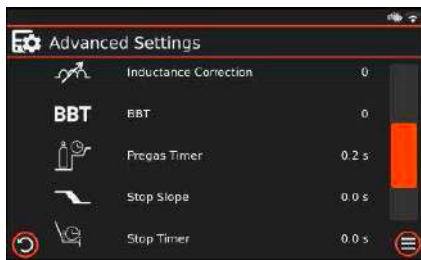 Advanced Settings
Inductance Correction 0
BBT BBT 0
Pregas Timer 0.2 s
Stop Slope 0.0 s
Stop Timer 0.0 s